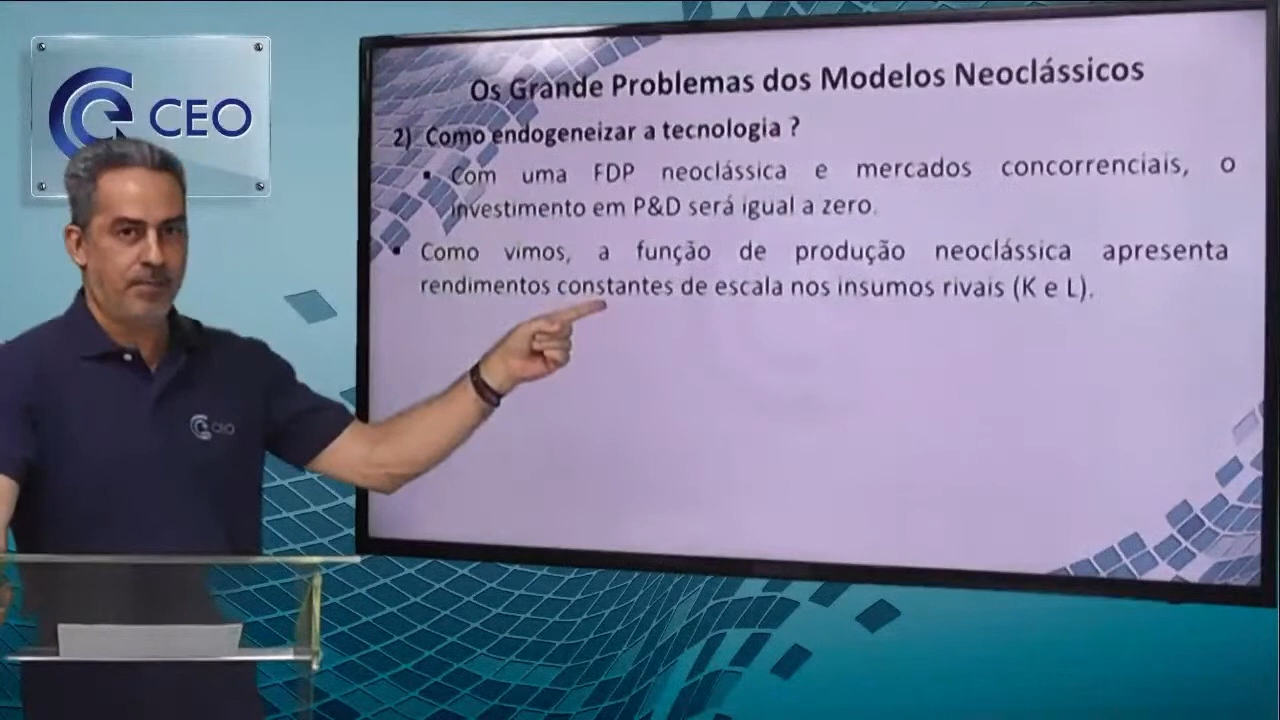 CEO
Os Grande Problemas dos Modelos Neoclássicos
2) Como endogeneizar a tecnologia ?
▪ Com uma FDP neoclássica e mercados concorrenciais, o
investimento em P&D será igual a zero.
▪ Como vimos, a função de produção neoclássica apresenta
rendimentos constantes de escala nos insumos rivais (K e L).
CEO